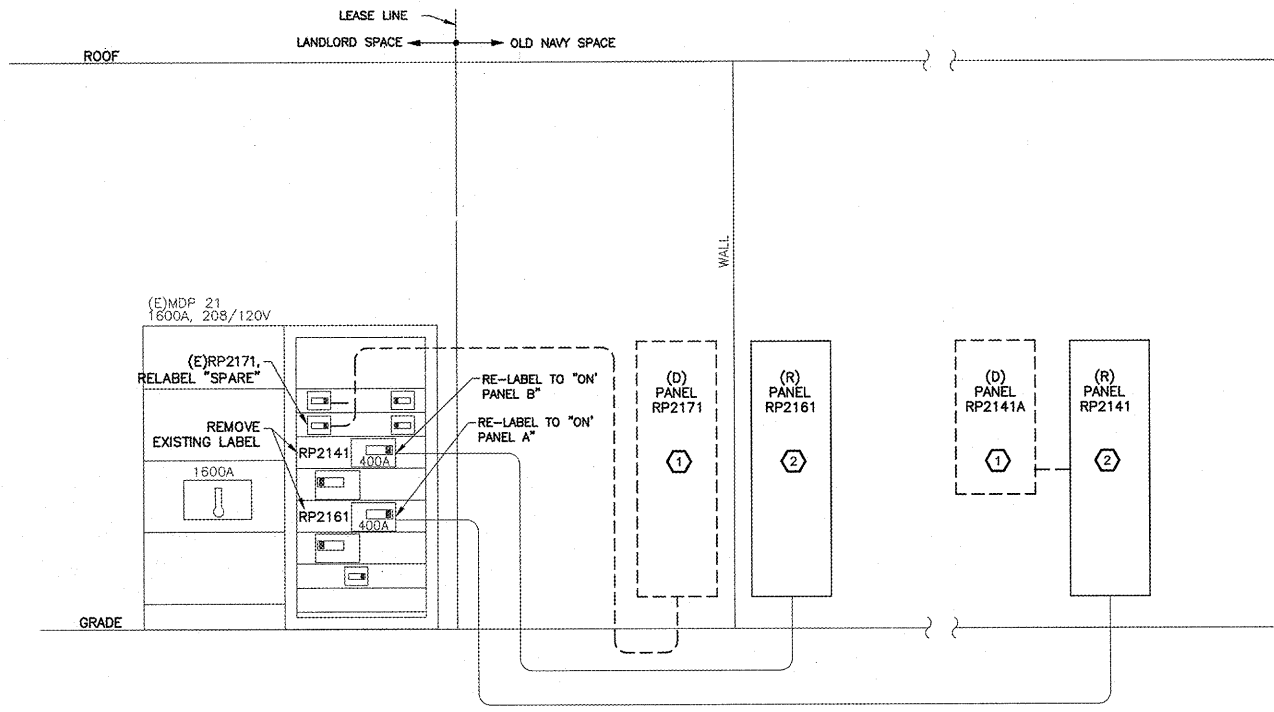 LEASE LINE
LANDLORD SPACE
OLD NAVY SPACE
ROOF
WALL
(E)MDP 21
1600A, 208/120V
(E)RP2171,
RELABEL "SPARE"
REMOVE
EXISTING LABEL
1600A
RP2141
400A
RP2161
400A
RE-LABEL TO "ON'
PANEL B"
RE-LABEL TO "ON'
PANEL A"
(D)
PANEL
RP2171
1
(R)
PANEL
RP2161
2
(D)
PANEL
RP2141A
1
(R)
PANEL
RP2141
2
GRADE